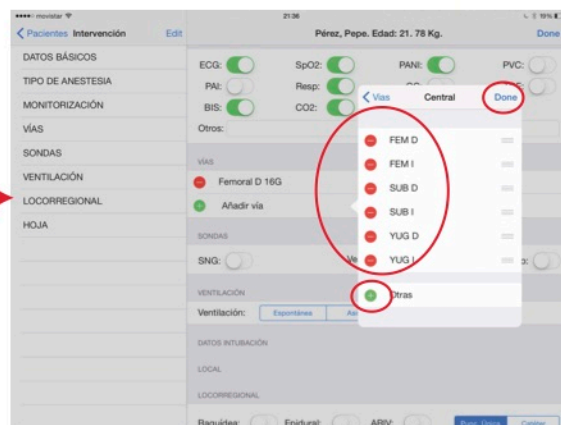 movistar 21:36 19%
Pacientes Intervención Edit
Pérez, Pepe. Edad: 21. 78 Kg. Done
DATOS BÁSICOS
TIPO DE ANESTESIA
MONITORIZACIÓN
VÍAS
SONDAS
VENTILACIÓN
LOCORREGIONAL
HOJA
ECG: SpO2: PANI: PVC:
PAI: Resp:
BIS: CO2:
Otros:
VÍAS
Femoral D 16G
Añadir vía
SONDAS
SNG:
VENTILACIÓN
Ventilación: Espontánea
DATOS INTUBACIÓN
LOCAL
LOCORREGIONAL
Raquídea: Epidural: ARIV: Catéter
Vias Central Done
FEM D
FEM I
SUB D
SUB I
YUG D
YUG I
Otras